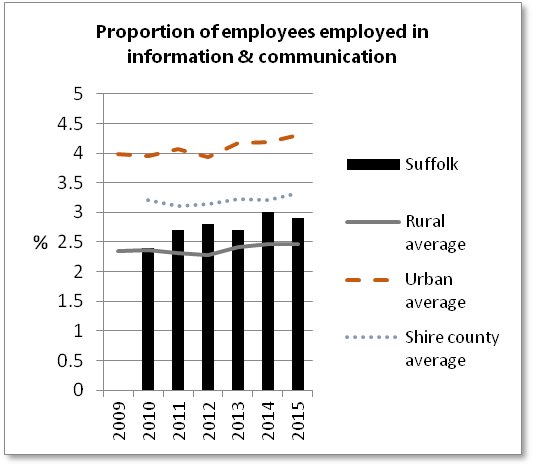 Proportion of employees employed in
information & communication
5
4.5
4
3.5
3
2.5
2
1.5
1
0.5
0
%
2009
2010
2011
2012
2013
2014
2015
Suffolk
Rural
average
Urban
average
Shire county
average